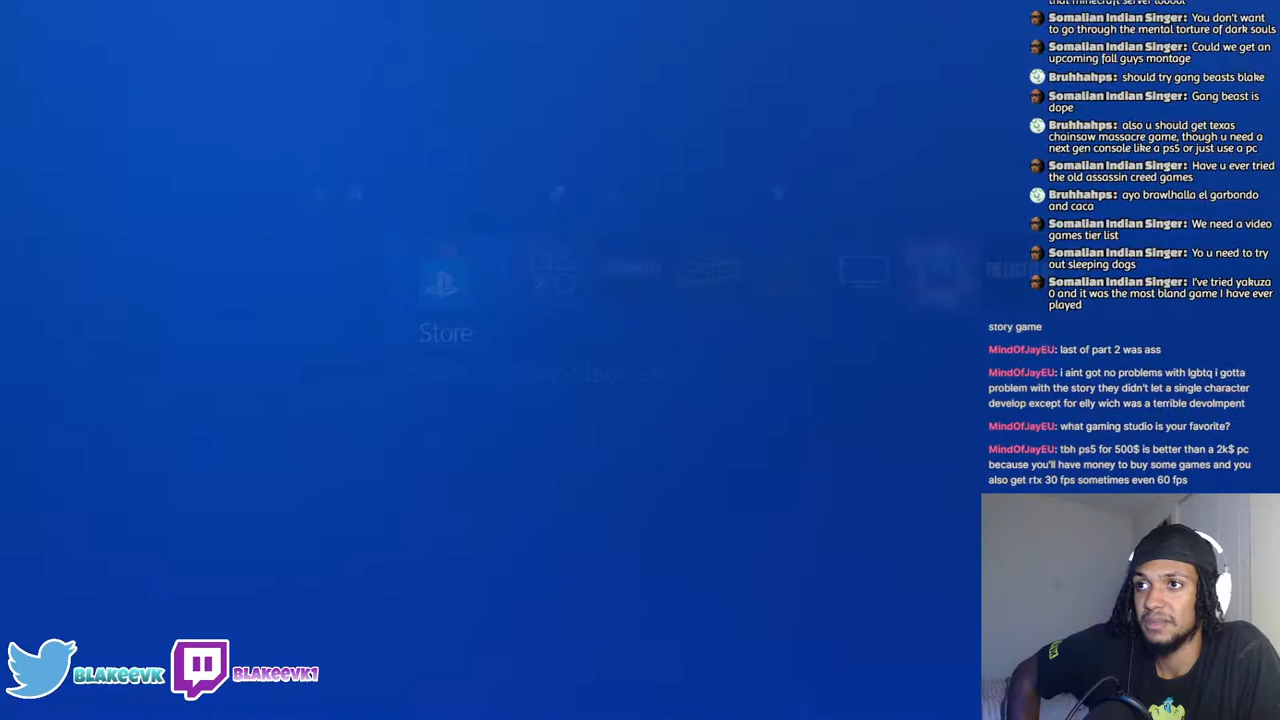 Somalian Indian Singer: You don't want
to go through the mental torture of dark souls
Somalian Indian Singer: Could we get an
upcoming fall guys montage
Bruhhahps: should try gang beasts blake
Somalian Indian Singer: Gang beast is
dope
Bruhhahps: also u should get texas
chainsaw massacre game, though u need a
next gen console like a ps5 or just use a pc
Somalian Indian Singer: Have u ever tried
the old assassin creed games
Bruhhahps: ayo brawlhalla el garbondo
and caca
Somalian Indian Singer: We need a video
games tier list
Somalian Indian Singer: Yo u need to try
out sleeping dogs
Somalian Indian Singer: I've tried yakuza
0 and it was the most bland game I have ever
played
story game
MindOfJayEU: last of part 2 was ass
MindOfJayEU: i aint got no problems with lgbtq i gotta
problem with the story they didn't let a single character
develop except for elly wich was a terrible devolmpent
MindOfJayEU: what gaming studio is your favorite?
MindOfJayEU: tbh ps5 for 500$ is better than a 2k$ pc
because you'll have money to buy some games and you
also get rtx 30 fps sometimes even 60 fps
Store
BLAKEEVK
BLAKEEVK1